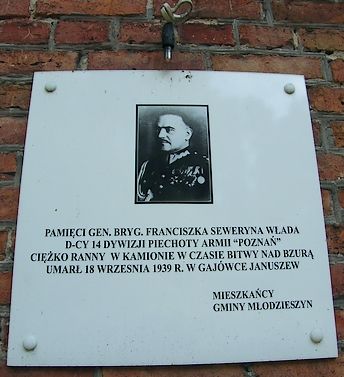 PAMIĘCI GEN. BRYG. FRANCISZKA SEWERYNA WŁADA
D-CY 14 DYWIZJI PIECHOTY ARMII "POZNAŃ"
CIĘŻKO RANNY W KAMIONIE W CZASIE BITWY NAD BZURĄ
UMARŁ 18 WRZESNIA 1939 R. W GAJÓWCE JANUSZEW
MIESZKAŃCY
GMINY MŁODZIESZYN